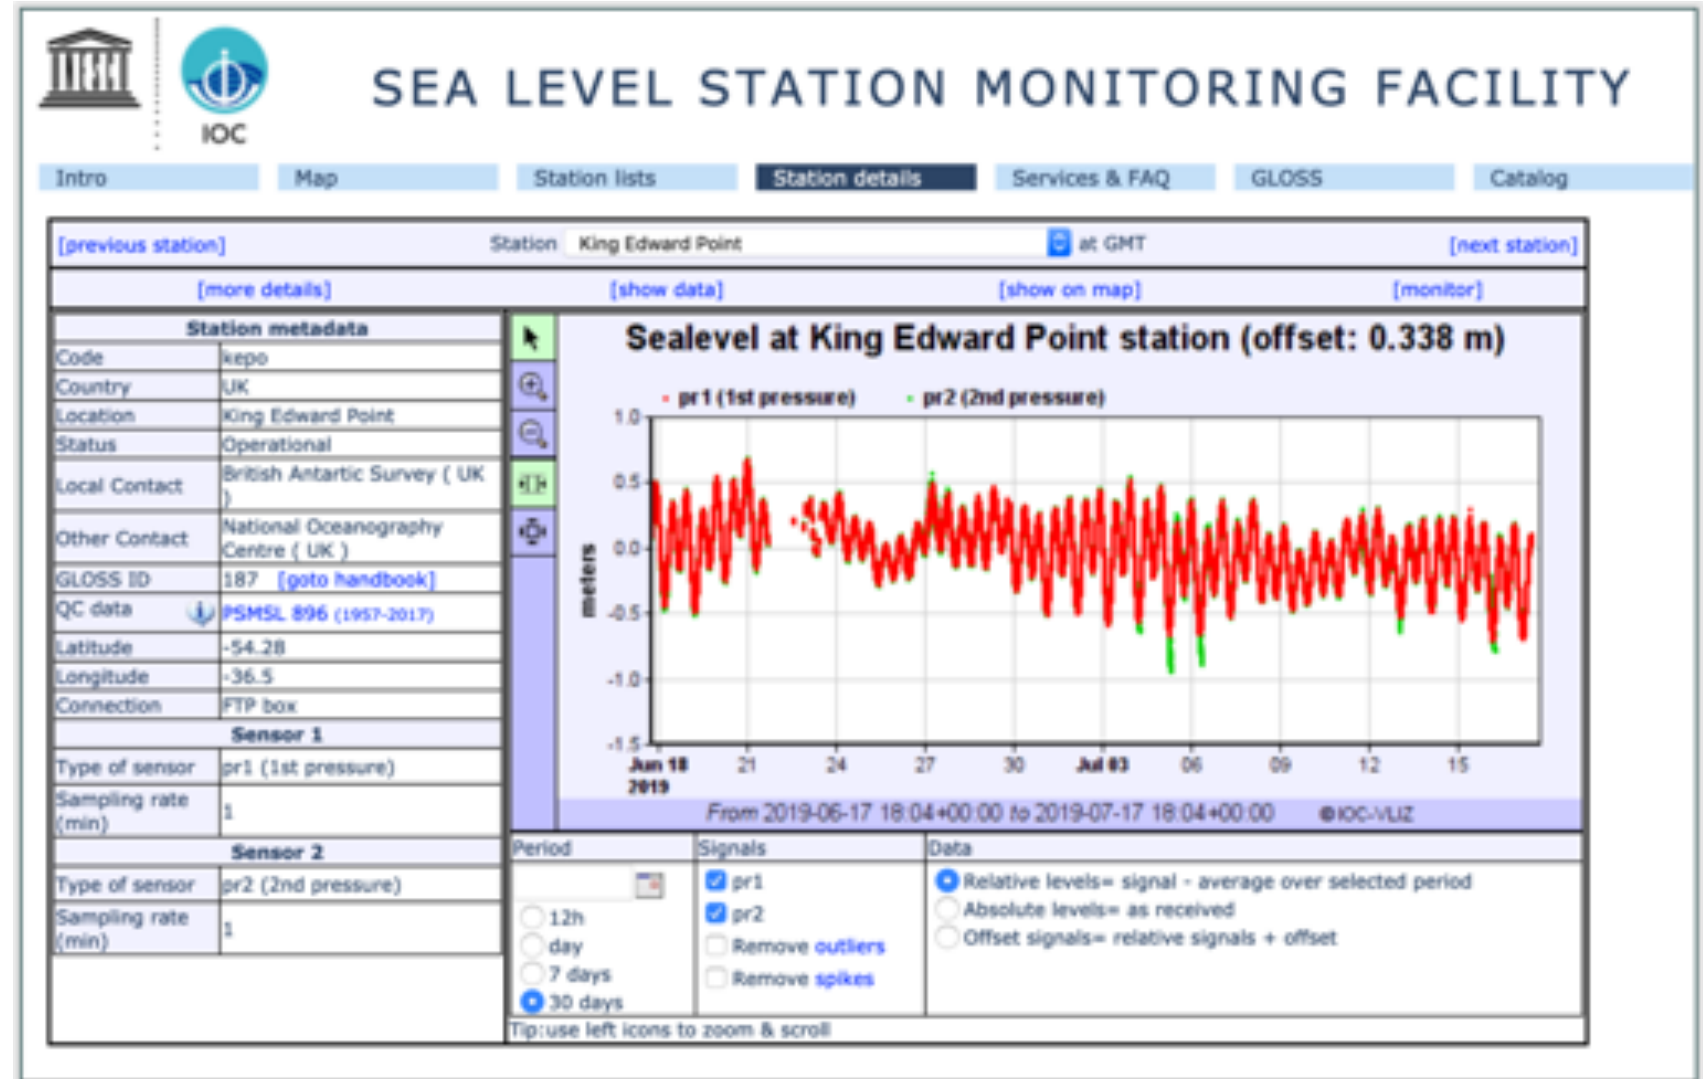 IOC
SEA LEVEL STATION MONITORING FACILITY
Intro Map Station lists Station details Services & FAQ GLOSS Catalog
[previous station] Station King Edward Point at GMT [next station]
[more details] [show data] [show on map] [monitor]
Station metadata
Code kepo
Country UK
Location King Edward Point
Status Operational
Local Contact British Antartic Survey ( UK
)
Other Contact National Oceanography
Centre ( UK )
GLOSS ID 187 [goto handbook]
QC data PSMSL 896 (1957-2017)
Latitude -54.28
Longitude -36.5
Connection FTP box
Sensor 1
Type of sensor pr1 (1st pressure)
Sampling rate
(min) 1
Sensor 2
Type of sensor pr2 (2nd pressure)
Sampling rate
(min) 1
Sealevel at King Edward Point station (offset: 0.338 m)
pr1 (1st pressure) pr2 (2nd pressure)
meters
1.0
0.5
0.0
-0.5
-1.0
-1.5
Jun 18 21 24 27 30 Jul 03 06 09 12 15
2019
From 2019-06-17 18:04+00:00 to 2019-07-17 18:04+00:00 ©IOC-VLIZ
Period Signals Data
12h
day
7 days
30 days
pr1
pr2
Remove outliers
Remove spikes
Relative levels= signal - average over selected period
Absolute levels= as received
Offset signals= relative signals + offset
Tip:use left icons to zoom & scroll